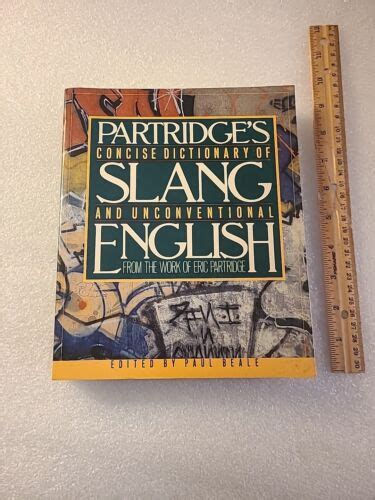 PARTRIDGE'S
CONCISE DICTIONARY OF
SLANG
AND UNCONVENTIONAL
ENGLISH
FROM THE WORK OF ERIC PARTRIDGE
EDITED BY PAUL BEALE